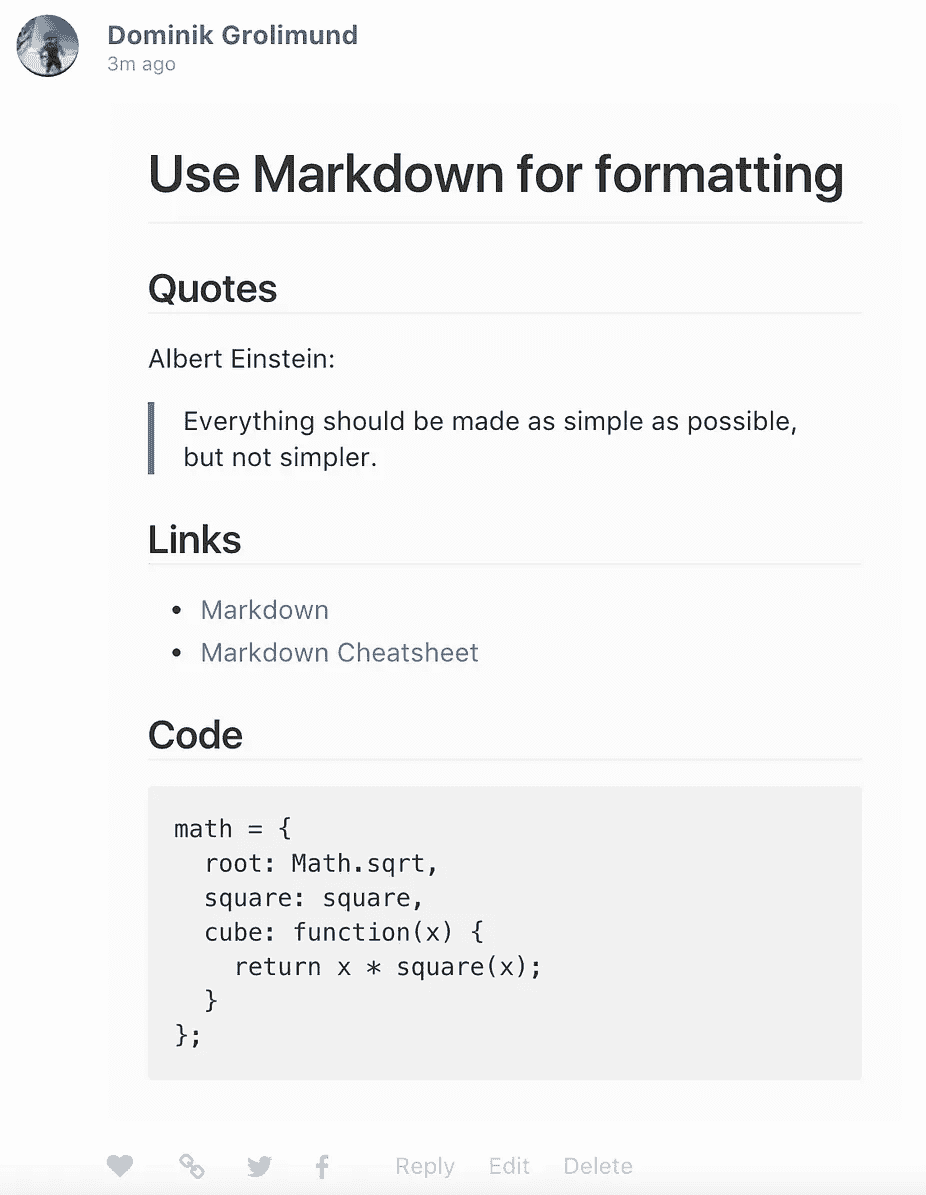 Dominik Grolimund
3m ago
Use Markdown for formatting
Quotes
Albert Einstein:
Everything should be made as simple as possible,
but not simpler.
Links
• Markdown
• Markdown Cheatsheet
Code
math = {
  root: Math.sqrt,
  square: square,
  cube: function(x) {
    return x * square(x);
  }
};
Reply Edit Delete